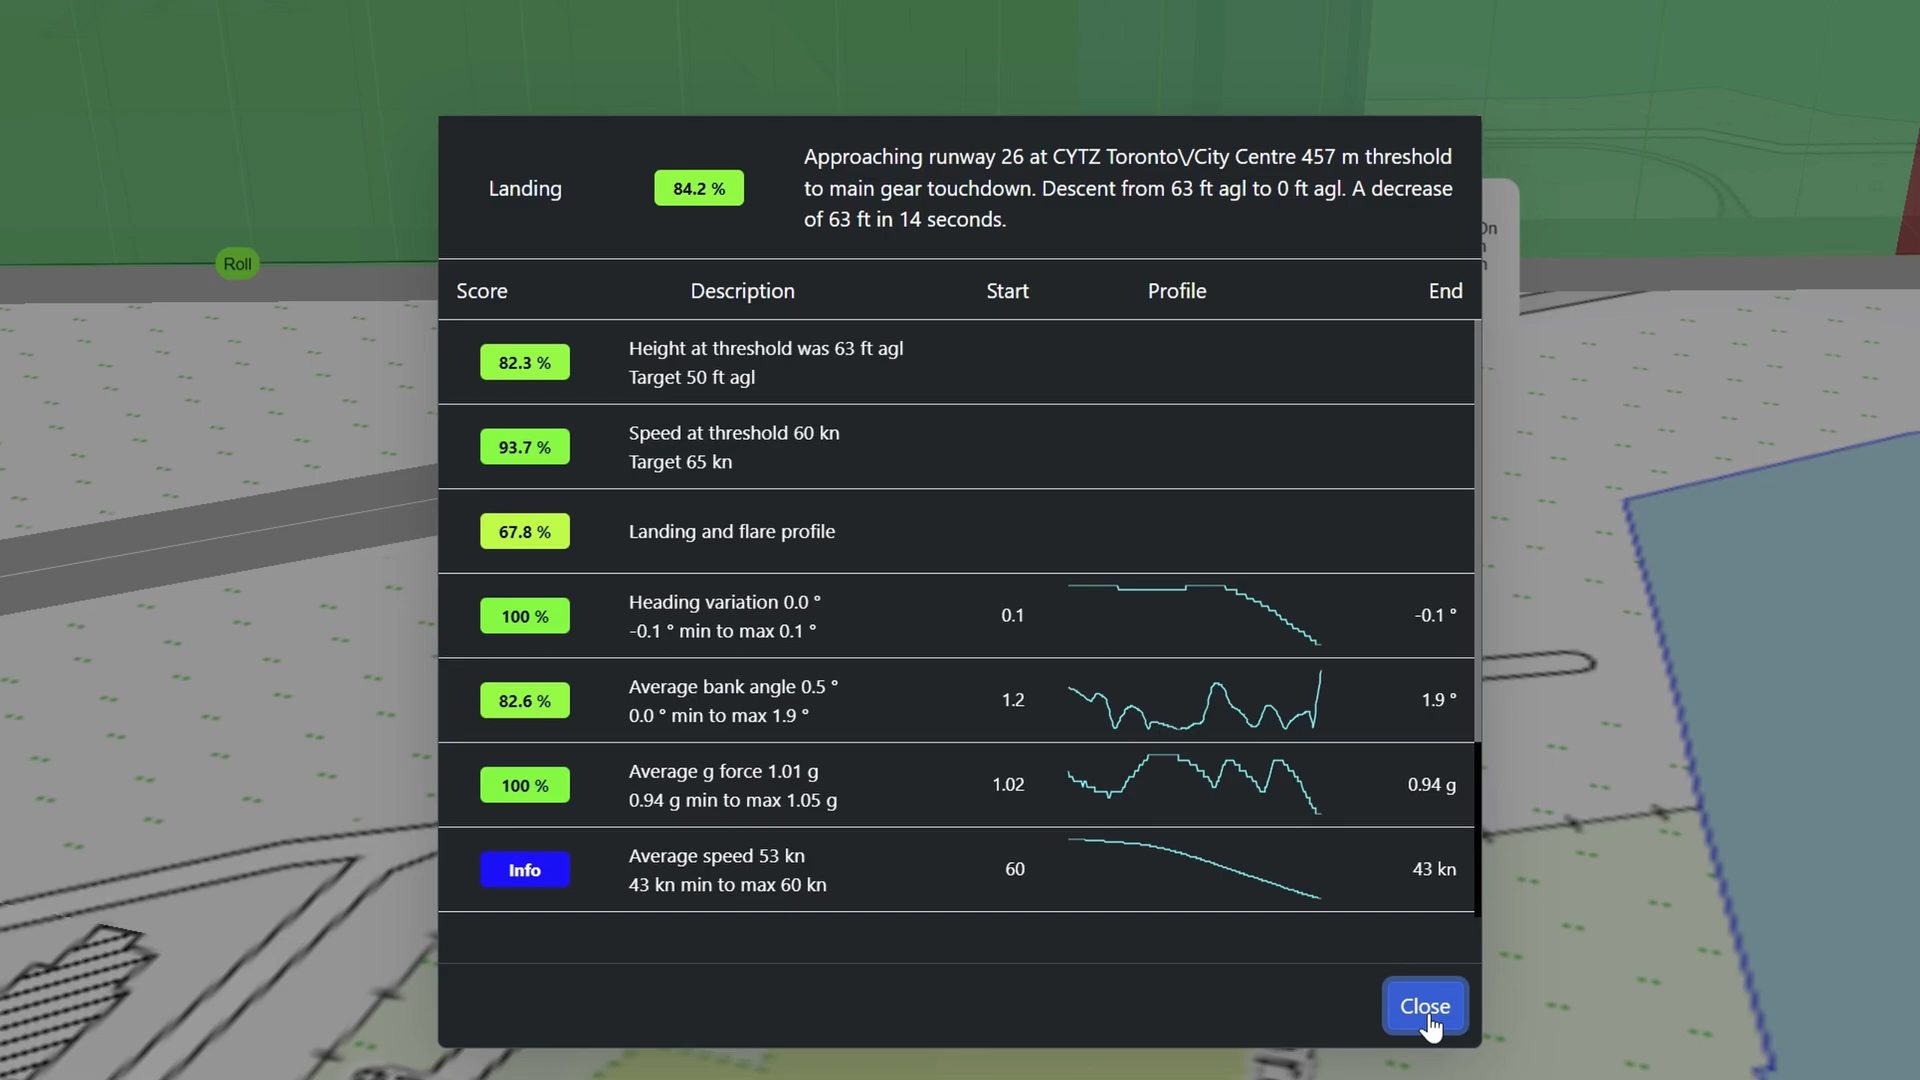 Landing
84.2 %
Approaching runway 26 at CYTZ Toronto\/City Centre 457 m threshold
to main gear touchdown. Descent from 63 ft agl to 0 ft agl. A decrease
of 63 ft in 14 seconds.
Roll
Score Description Start Profile End
82.3 %
Height at threshold was 63 ft agl
Target 50 ft agl
93.7 %
Speed at threshold 60 kn
Target 65 kn
67.8 %
Landing and flare profile
100 %
Heading variation 0.0 °
-0.1 ° min to max 0.1 °
0.1
-0.1 °
82.6 %
Average bank angle 0.5 °
0.0 ° min to max 1.9 °
1.2
1.9 °
100 %
Average g force 1.01 g
0.94 g min to max 1.05 g
1.02
0.94 g
Info
Average speed 53 kn
43 kn min to max 60 kn
60
43 kn
Close